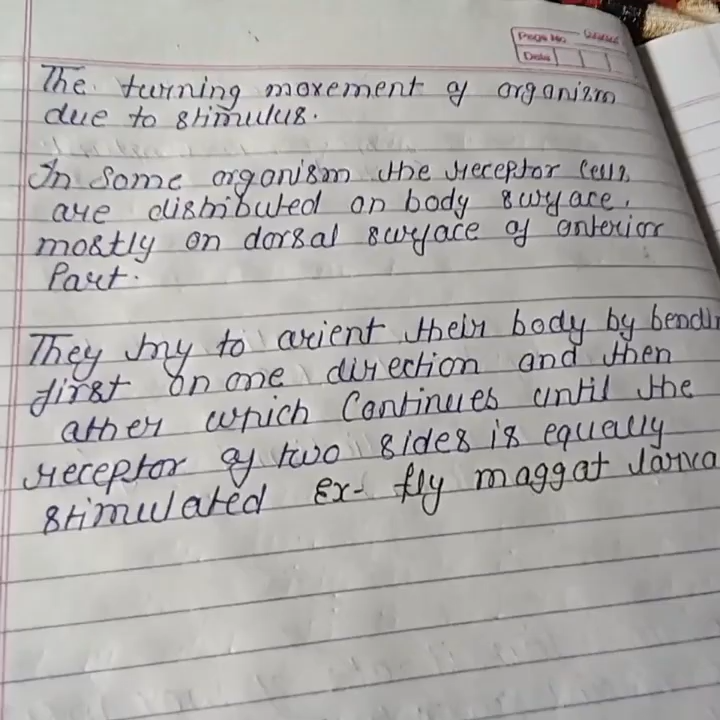 Page No.
Date
The turning movement of organism
due to stimulus.
In some organism the receptor cells
are distributed on body surface.
mostly on dorsal surface of anterior
Part.
They try to orient their body by bendin
first on one direction and then
other which continues until the
receptor of two sides is equally
stimulated ex- fly maggat larva